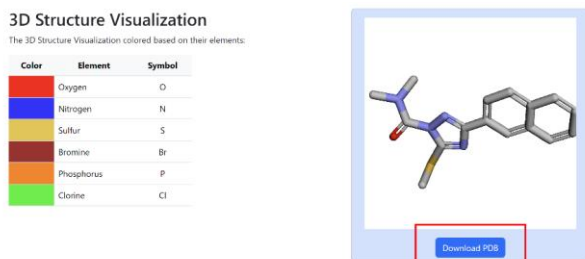 3D Structure Visualization
The 3D Structure Visualization colored based on their elements:
Color Element Symbol
Oxygen O
Nitrogen N
Sulfur S
Bromine Br
Phosphorus P
Clorine Cl
Download PDB